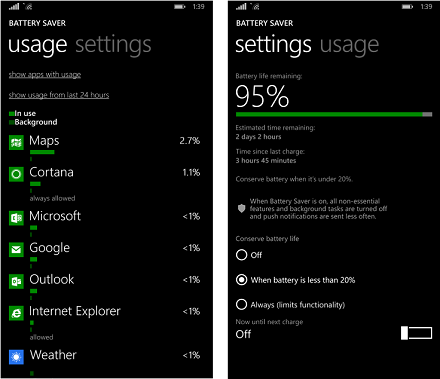 1:39
BATTERY SAVER
usage settings
show apps with usage
show usage from last 24 hours
In use
Background
Maps 2.7%
Cortana 1.1%
always allowed
Microsoft <1%
Google <1%
Outlook <1%
Internet Explorer <1%
allowed
Weather <1%
1:39
BATTERY SAVER
settings usage
Battery life remaining:
95%
Estimated time remaining:
2 days 2 hours
Time since last charge:
3 hours 45 minutes
Conserve battery when it's under 20%.
When Battery Saver is on, all non-essential
features and background tasks are turned off
and push notifications are sent less often.
Conserve battery life
Off
When battery is less than 20%
Always (limits functionality)
Now until next charge
Off